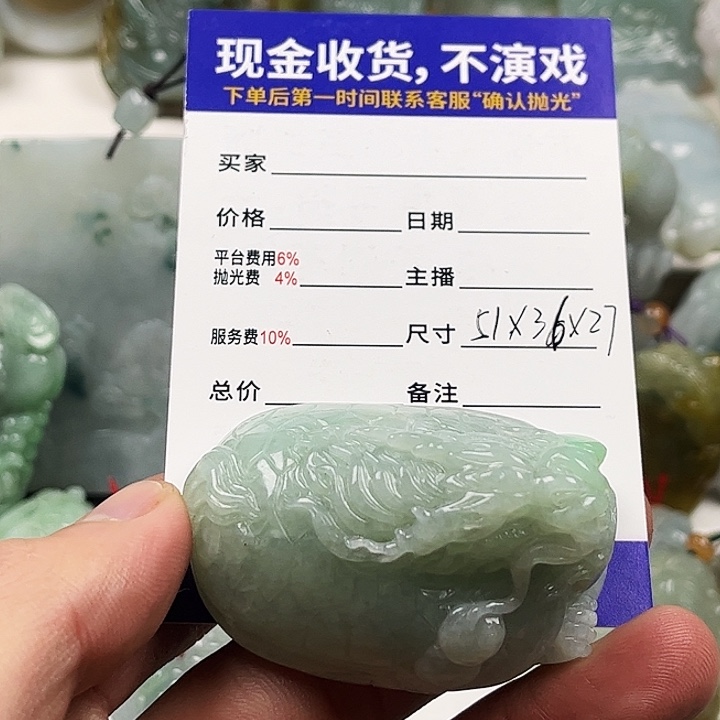 现金收货,不演戏
下单后第一时间联系客服“确认抛光”
买家
价格 日期
平台费用6%
抛光费 4% 主播
服务费10% 尺寸 51X36X27
总价 备注